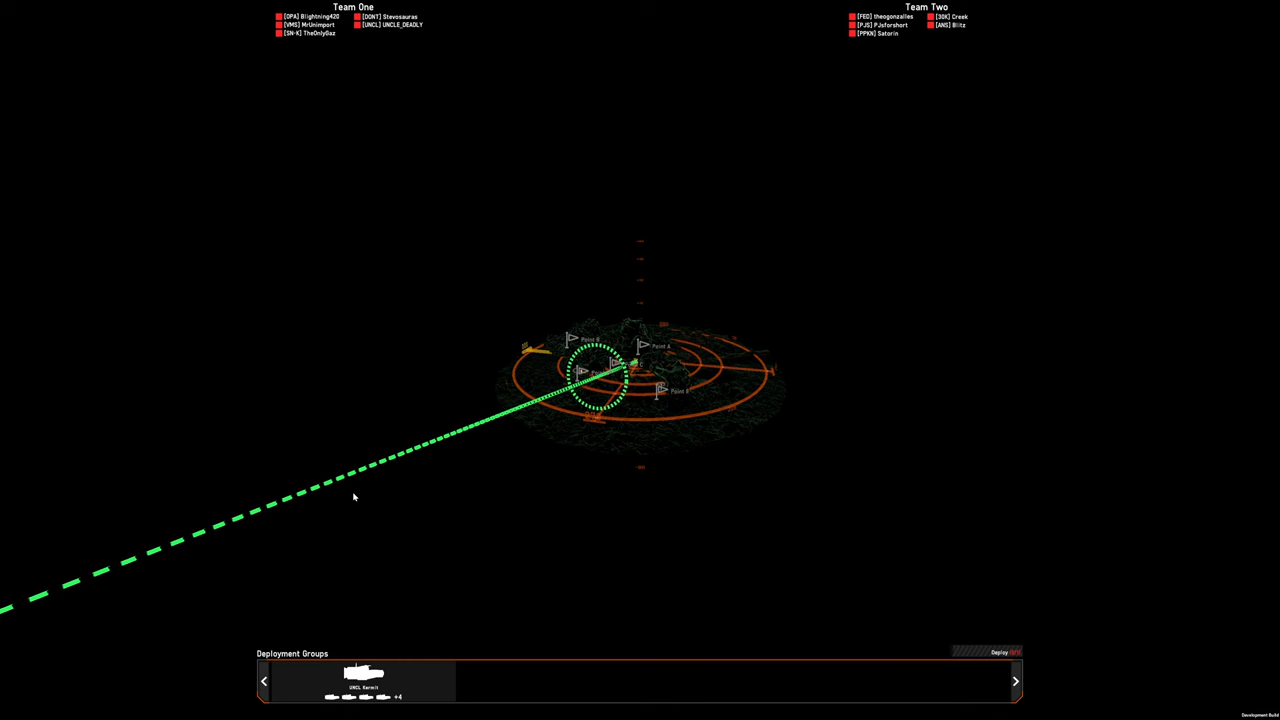 Team One
[OPA] Blightning420 [DONT] Stevosauras
[VMS] MrUnimport [UNCL] UNCLE_DEADLY
[SN-K] TheOnlyGaz
Team Two
[FED] theogonzalles [30K] Creek
[PJS] PJsforshort [ANS] Blitz
[PPKN] Satorin
Point B
Point A
Point E
Deployment Groups
Deploy
UNCL Kermit
+4
Development Build